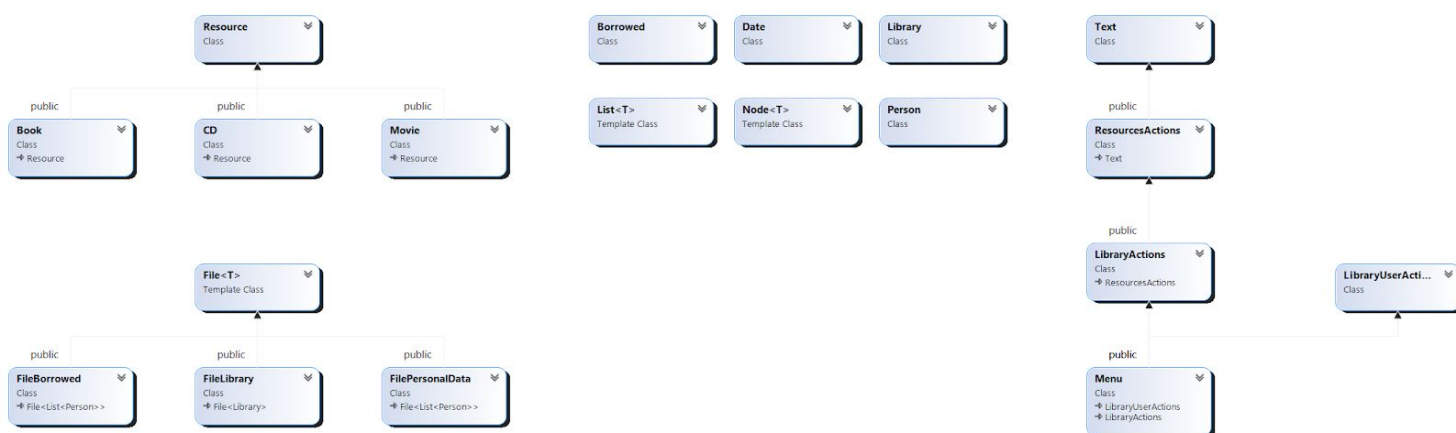 Resource
Class
Borrowed
Class
Date
Class
Library
Class
Text
Class
List<T>
Template Class
Node<T>
Template Class
Person
Class
public
public
public
public
Book
Class
Resource
CD
Class
Resource
Movie
Class
Resource
ResourcesActions
Class
Text
public
LibraryActions
Class
ResourcesActions
LibraryUserActi...
Class
File<T>
Template Class
public
public
public
public
FileBorrowed
Class
File<List<Person>>
FileLibrary
Class
File<Library>
FilePersonalData
Class
File<List<Person>>
Menu
Class
LibraryUserActions
LibraryActions